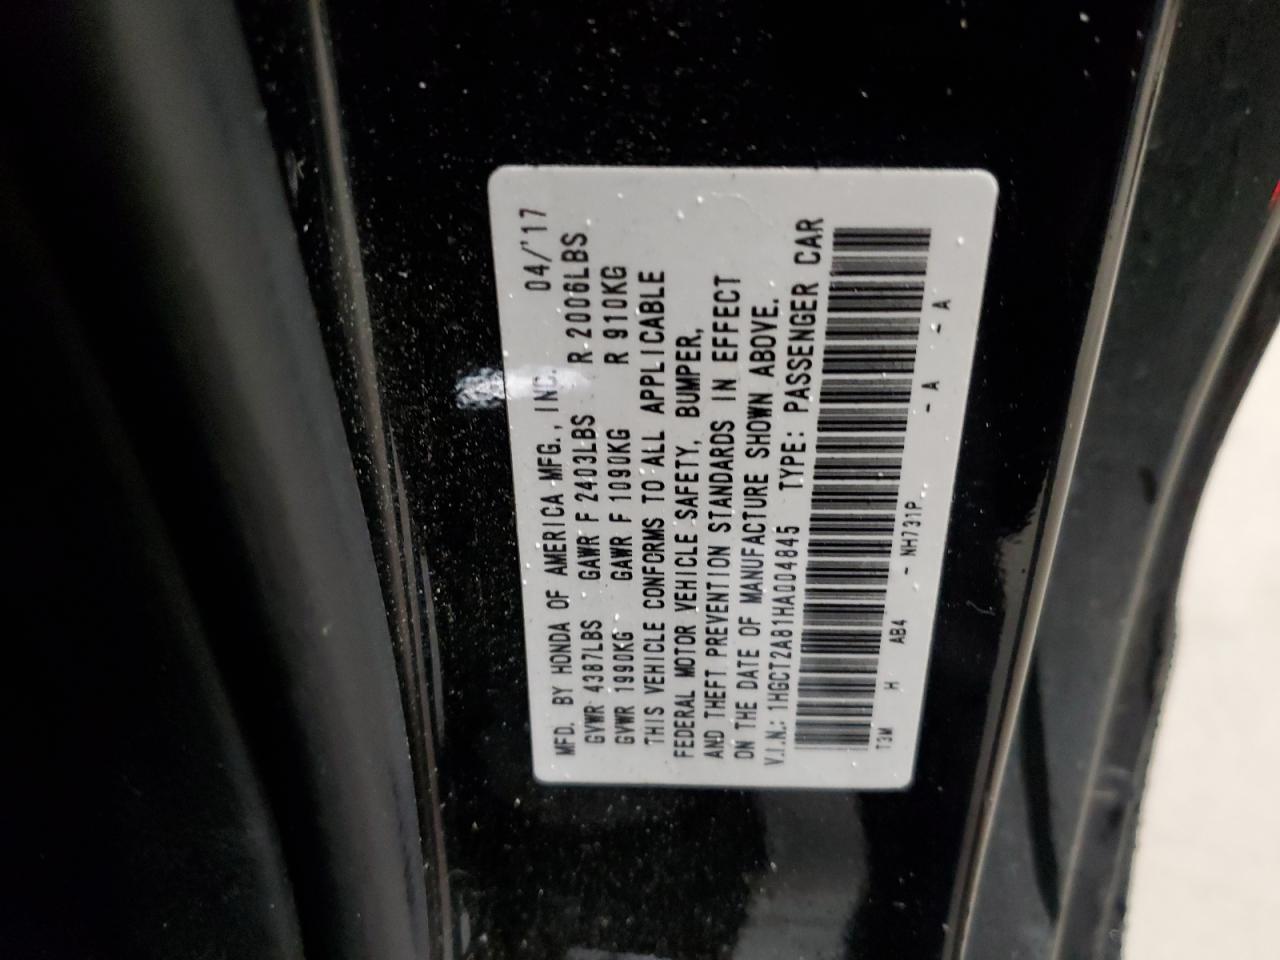 MFD. BY HONDA OF AMERICA MFG., INC. 04/'17
GVWR 4387LBS GAWR F 2403LBS R 2006LBS
GVWR 1990KG GAWR F 1090KG R 910KG
THIS VEHICLE CONFORMS TO ALL APPLICABLE
FEDERAL MOTOR VEHICLE SAFETY, BUMPER,
AND THEFT PREVENTION STANDARDS IN EFFECT
ON THE DATE OF MANUFACTURE SHOWN ABOVE.
V.I.N.: 1HGCT2A81HA004845 TYPE: PASSENGER CAR
T3M H AB4 - NH731P - A - A